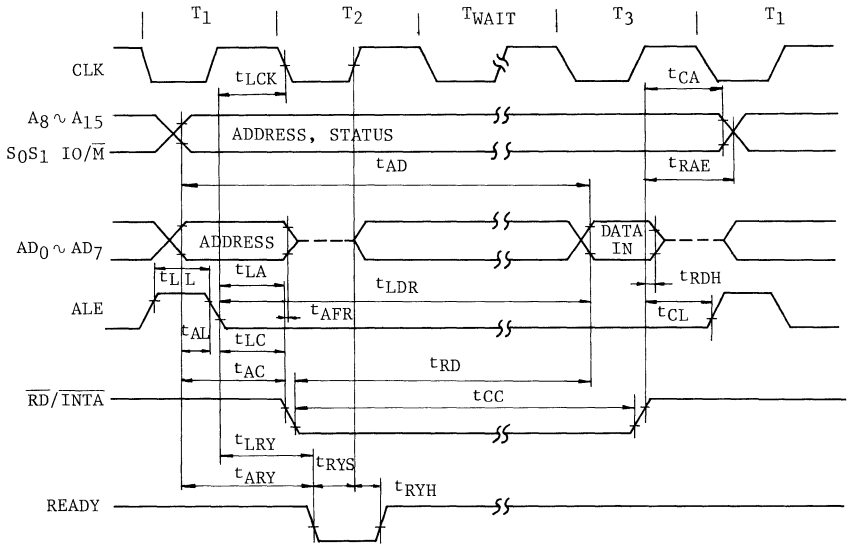 T1 T2 TWAIT T3 T1
CLK
tLCK
tCA
A8 ~ A15
ADDRESS, STATUS
S0S1 IO/M̅
tAD
tRAE
AD0 ~ AD7
ADDRESS
DATA IN
tLL
tLA
tLDR
tRDH
ALE
tAFR
tCL
tAL
tLC
tAC
tRD
R̅D̅/I̅N̅T̅A̅
tCC
tLRY
tRYS
tARY
tRYH
READY